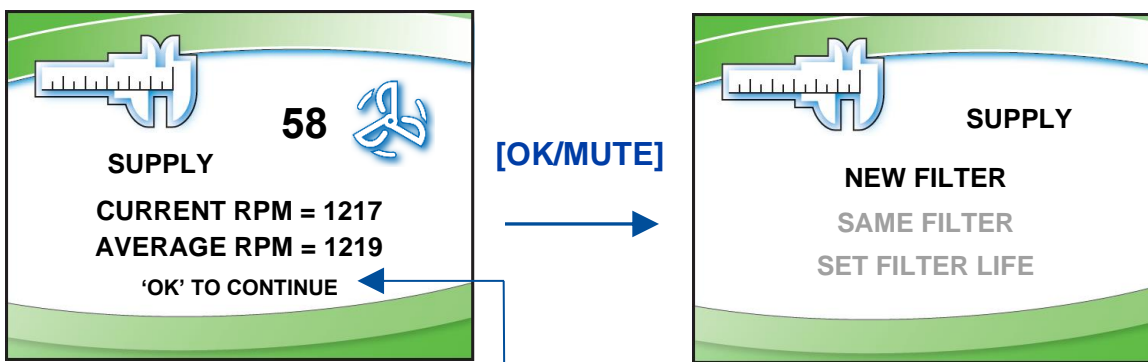 58
SUPPLY
CURRENT RPM = 1217
AVERAGE RPM = 1219
‘OK’ TO CONTINUE
[OK/MUTE]
SUPPLY
NEW FILTER
SAME FILTER
SET FILTER LIFE